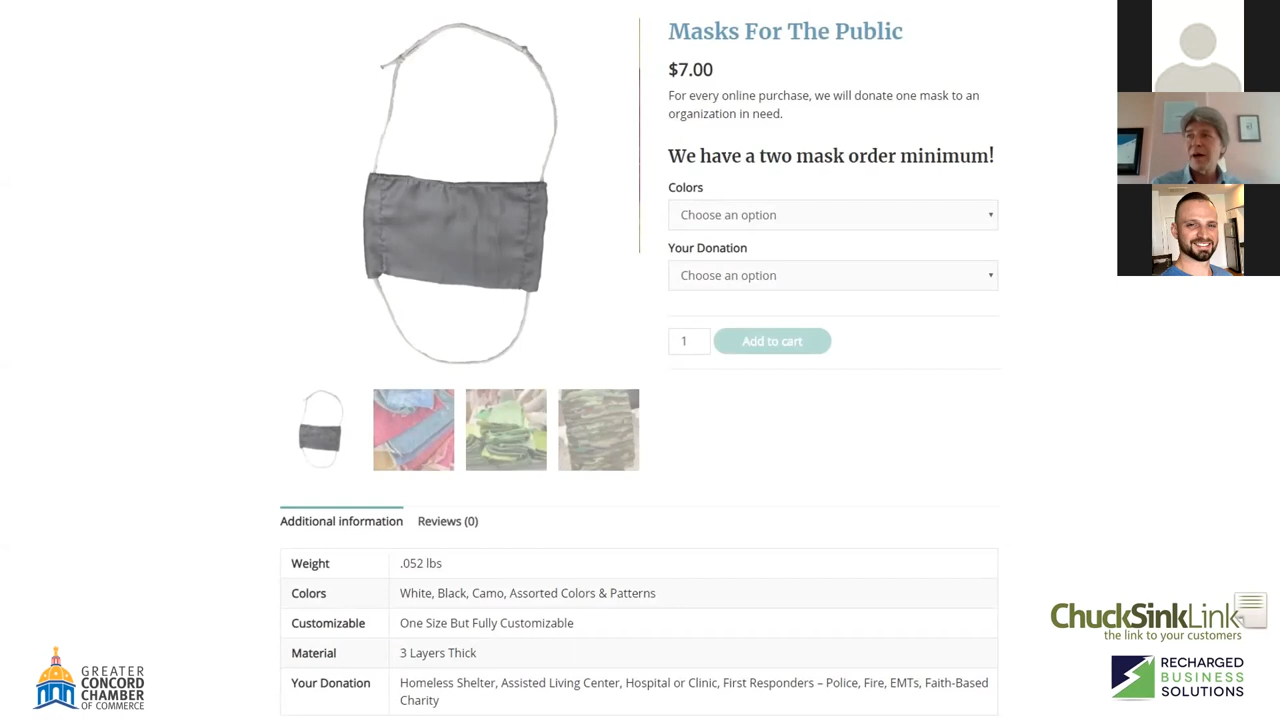 Masks For The Public
$7.00
For every online purchase, we will donate one mask to an
organization in need.
We have a two mask order minimum!
Colors
Choose an option
Your Donation
Choose an option
1
Add to cart
Additional information
Reviews (0)
Weight
.052 lbs
Colors
White, Black, Camo, Assorted Colors & Patterns
Customizable
One Size But Fully Customizable
Material
3 Layers Thick
Your Donation
Homeless Shelter, Assisted Living Center, Hospital or Clinic, First Responders – Police, Fire, EMTs, Faith-Based
Charity
GREATER
CONCORD
CHAMBER
OF COMMERCE
ChuckSinkLink
the link to your customers
RECHARGED
BUSINESS
SOLUTIONS